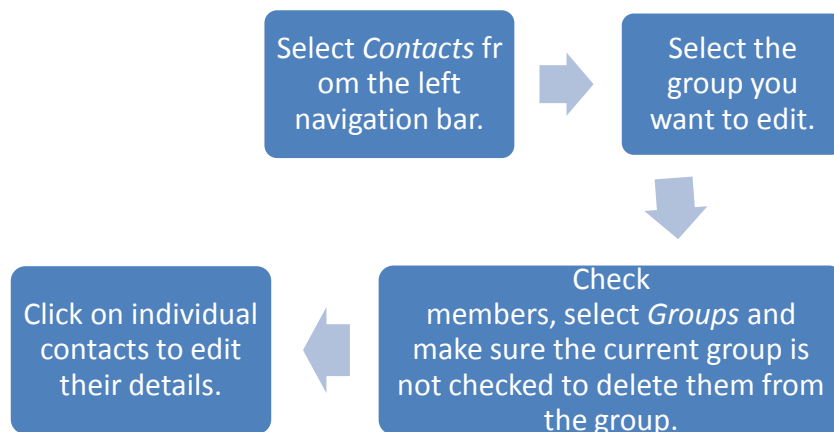 Select Contacts fr
om the left
navigation bar.
Select the
group you
want to edit.
Check
members, select Groups and
make sure the current group is
not checked to delete them from
the group.
Click on individual
contacts to edit
their details.